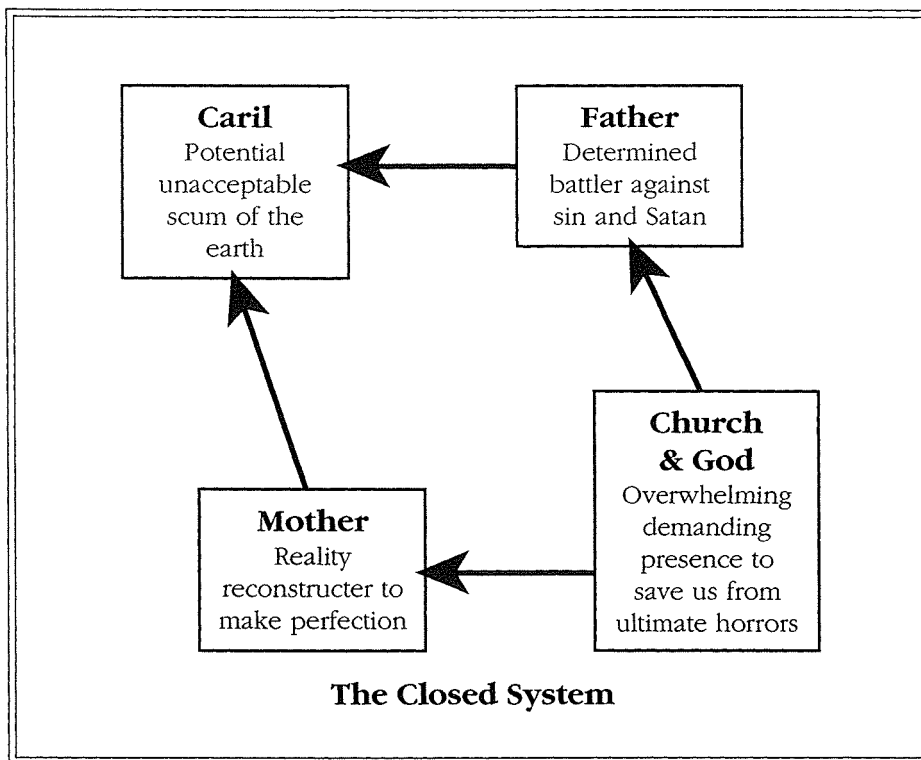 Caril
Potential
unacceptable
scum of the
earth
Father
Determined
battler against
sin and Satan
Mother
Reality
reconstructer to
make perfection
Church
& God
Overwhelming
demanding
presence to
save us from
ultimate horrors
The Closed System